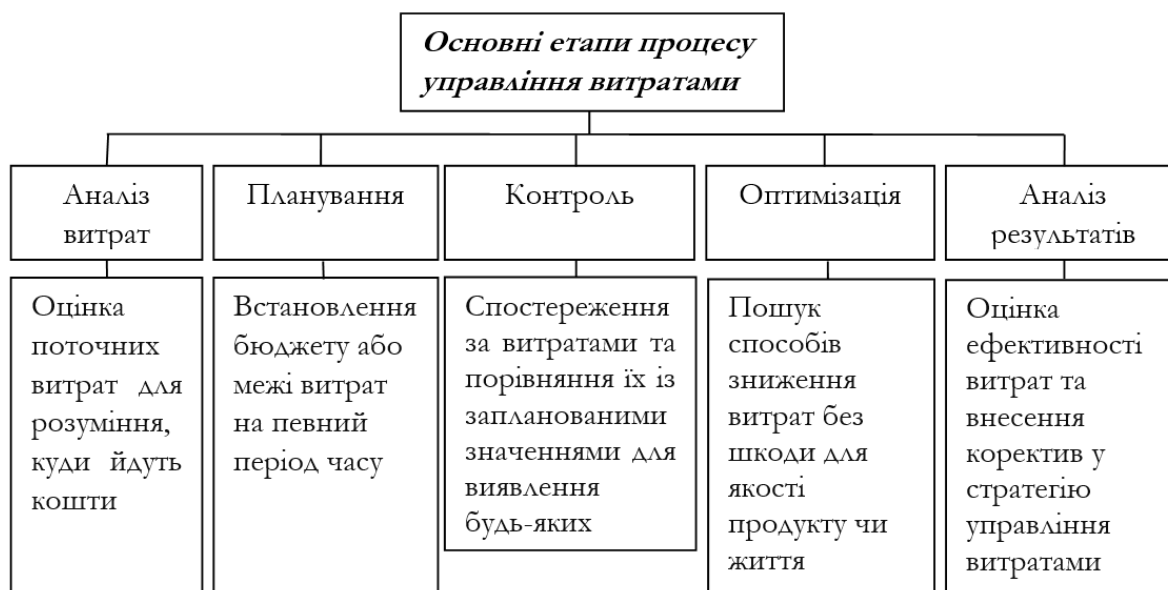 Основні етапи процесу
управління витратами
Аналіз
витрат
Планування
Контроль
Оптимізація
Аналіз
результатів
Оцінка
поточних
витрат для
розуміння,
куди йдуть
кошти
Встановлення
бюджету або
межі витрат
на певний
період часу
Спостереження
за витратами та
порівняння їх із
запланованими
значеннями для
виявлення
будь-яких
Пошук
способів
зниження
витрат без
шкоди для
якості
продукту чи
життя
Оцінка
ефективності
витрат та
внесення
коректив у
стратегію
управління
витратами